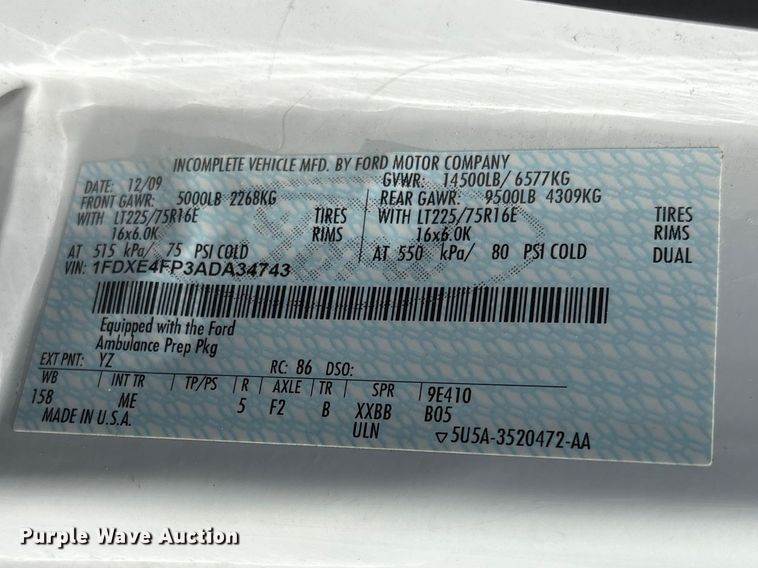 INCOMPLETE VEHICLE MFD. BY FORD MOTOR COMPANY
DATE: 12/09 GVWR: 14500LB/ 6577KG
FRONT GAWR: 5000LB 2268KG REAR GAWR: 9500LB 4309KG
WITH LT225/75R16E TIRES WITH LT225/75R16E TIRES
16x6.0K RIMS 16x6.0K RIMS
AT 515 kPa/ 75 PSI COLD AT 550 kPa/ 80 PSI COLD DUAL
VIN: 1FDXE4FP3ADA34743
Equipped with the Ford
Ambulance Prep Pkg
EXT PNT: YZ RC: 86 DSO:
WB INT TR TP/PS R AXLE TR SPR 9E410
158 ME 5 F2 B XXBB B05
MADE IN U.S.A. ULN ▽5U5A-3520472-AA
Purple Wave Auction